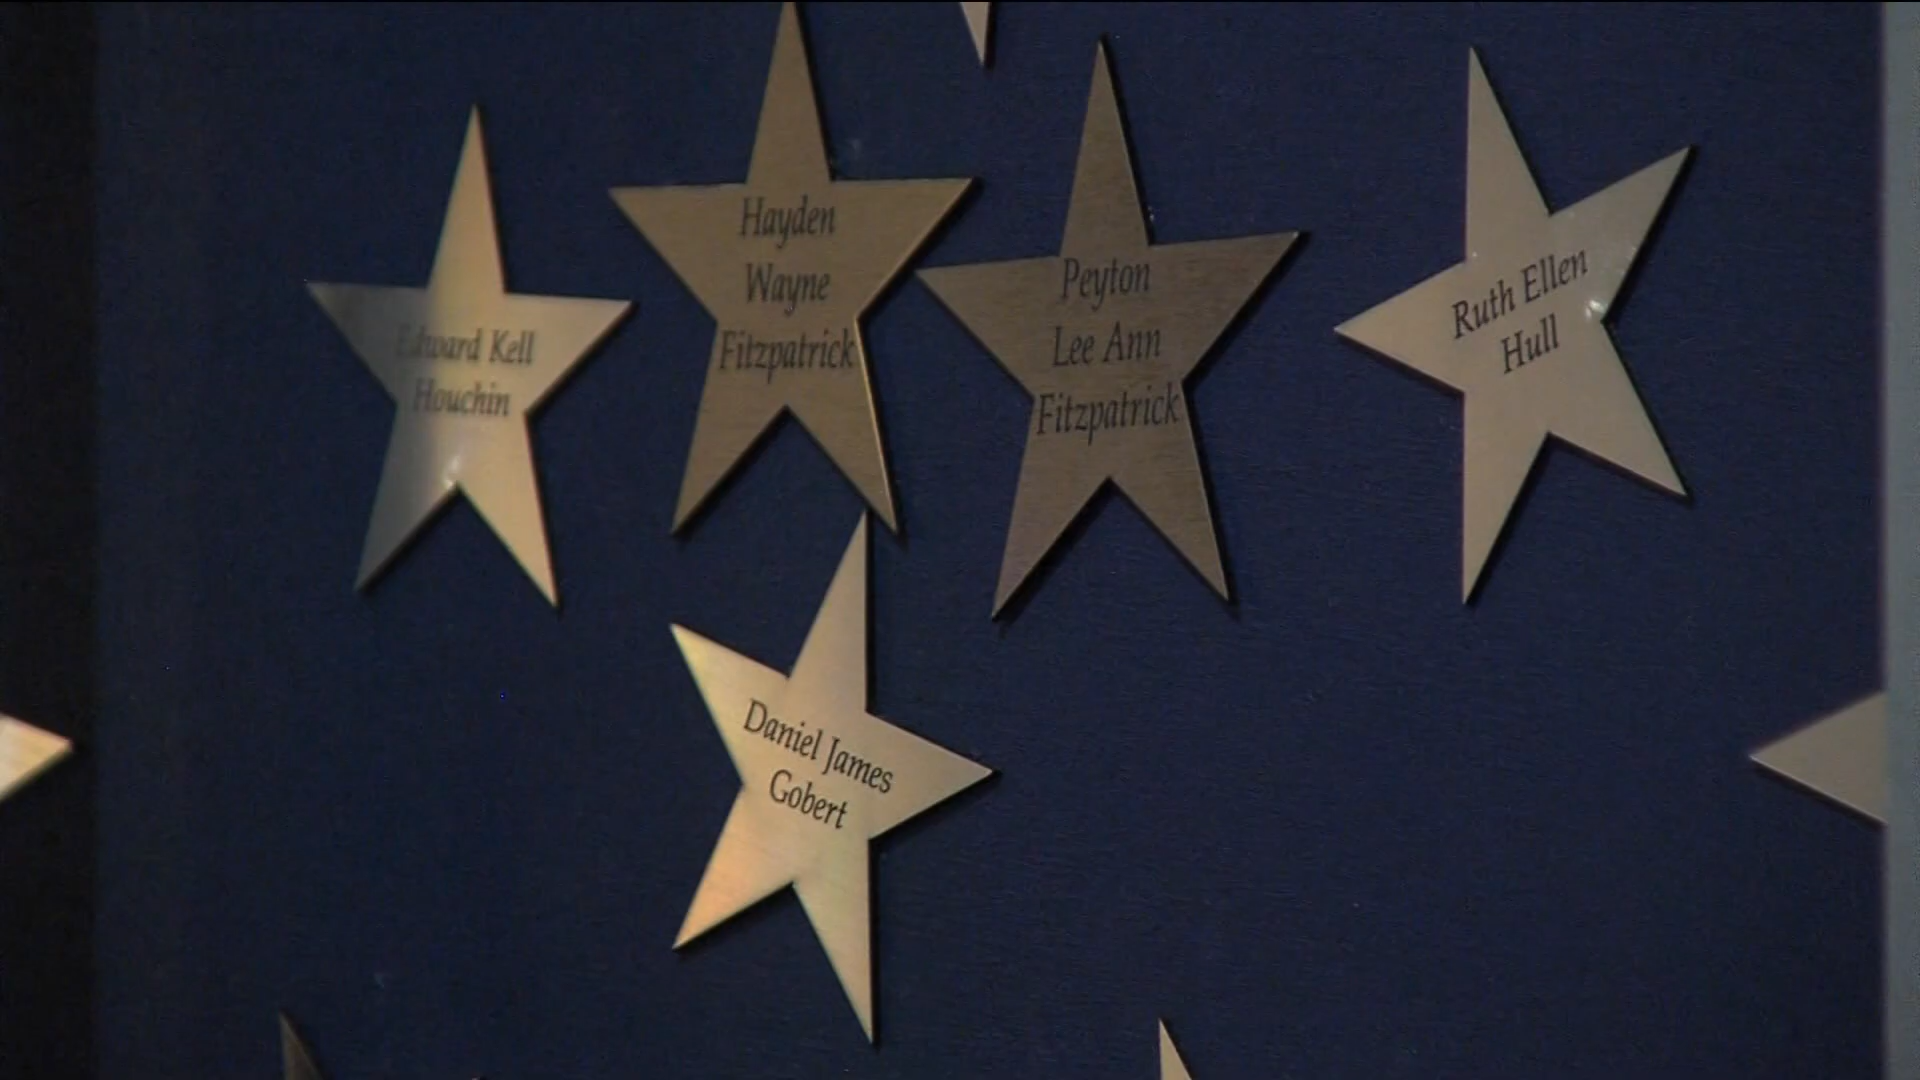 Edward Kell
Houchin
Hayden
Wayne
Fitzpatrick
Peyton
Lee Ann
Fitzpatrick
Ruth Ellen
Hull
Daniel James
Gobert